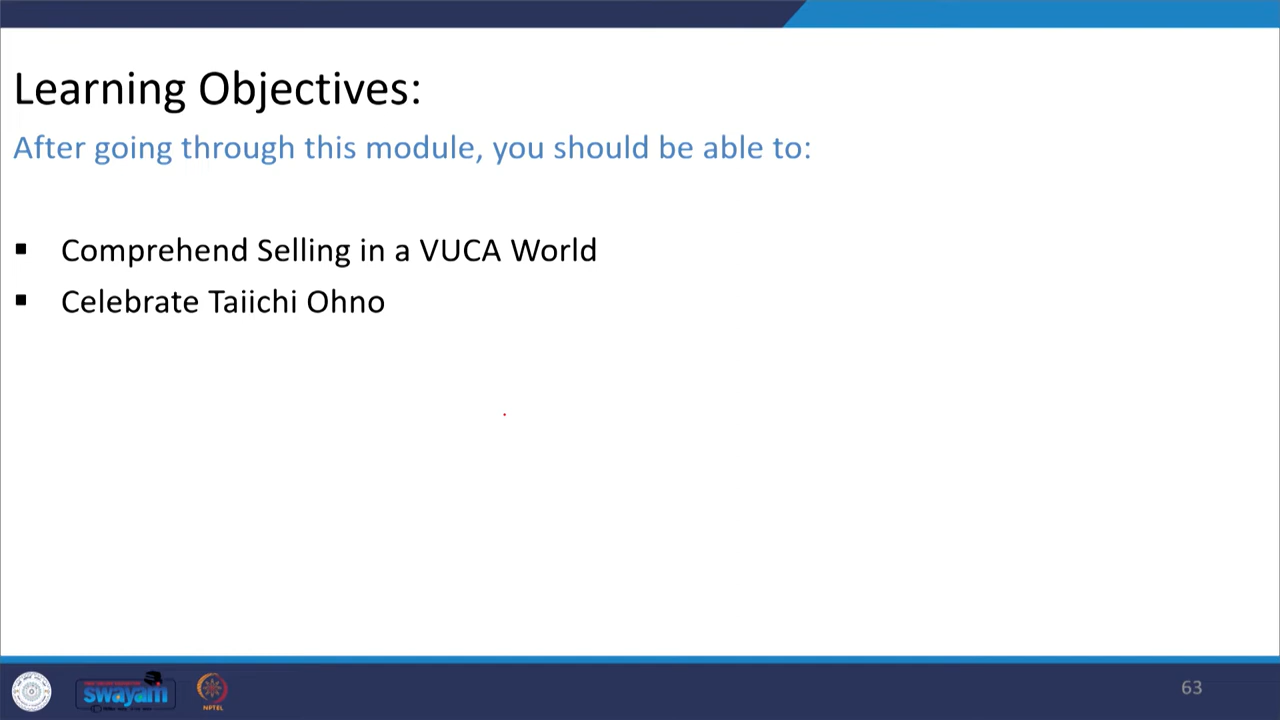 Learning Objectives:
After going through this module, you should be able to:
▪ Comprehend Selling in a VUCA World
▪ Celebrate Taiichi Ohno
swayam
NPTEL
63